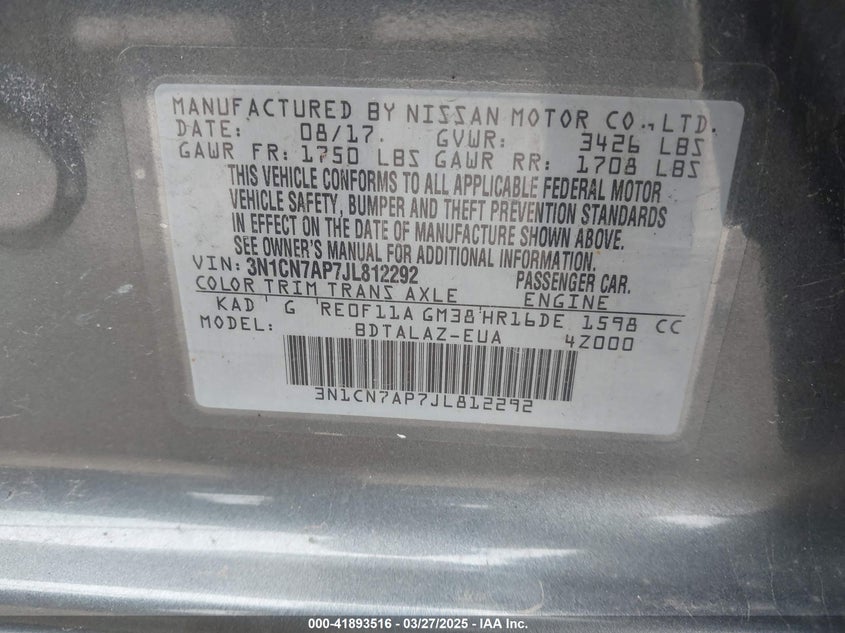 MANUFACTURED BY NISSAN MOTOR CO., LTD.
DATE: 08/17. GVWR: 3426 LBS
GAWR FR: 1750 LBS GAWR RR: 1708 LBS
THIS VEHICLE CONFORMS TO ALL APPLICABLE FEDERAL MOTOR
VEHICLE SAFETY, BUMPER AND THEFT PREVENTION STANDARDS
IN EFFECT ON THE DATE OF MANUFACTURE SHOWN ABOVE.
SEE OWNER'S MANUAL FOR ADDITIONAL INFORMATION.
VIN: 3N1CN7AP7JL812292 PASSENGER CAR.
COLOR TRIM TRANS AXLE ENGINE
KAD G RE0F11A GM38 HR16DE 1598 CC
MODEL: BDTALAZ-EUA 4Z000
3N1CN7AP7JL812292
000-41893516 - 03/27/2025 - IAA Inc.